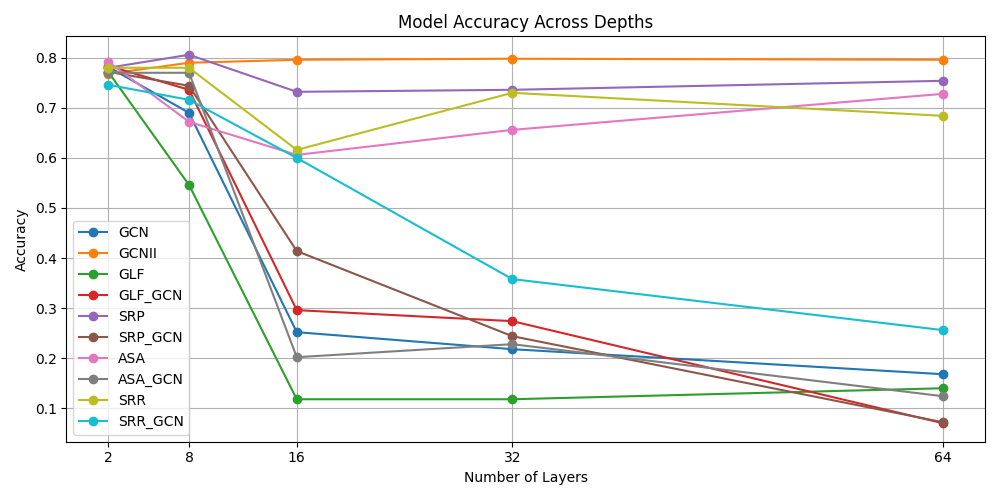 Model Accuracy Across Depths
Accuracy
0.8
0.7
0.6
0.5
0.4
0.3
0.2
0.1
GCN
GCNII
GLF
GLF_GCN
SRP
SRP_GCN
ASA
ASA_GCN
SRR
SRR_GCN
2 8 16 32 64
Number of Layers